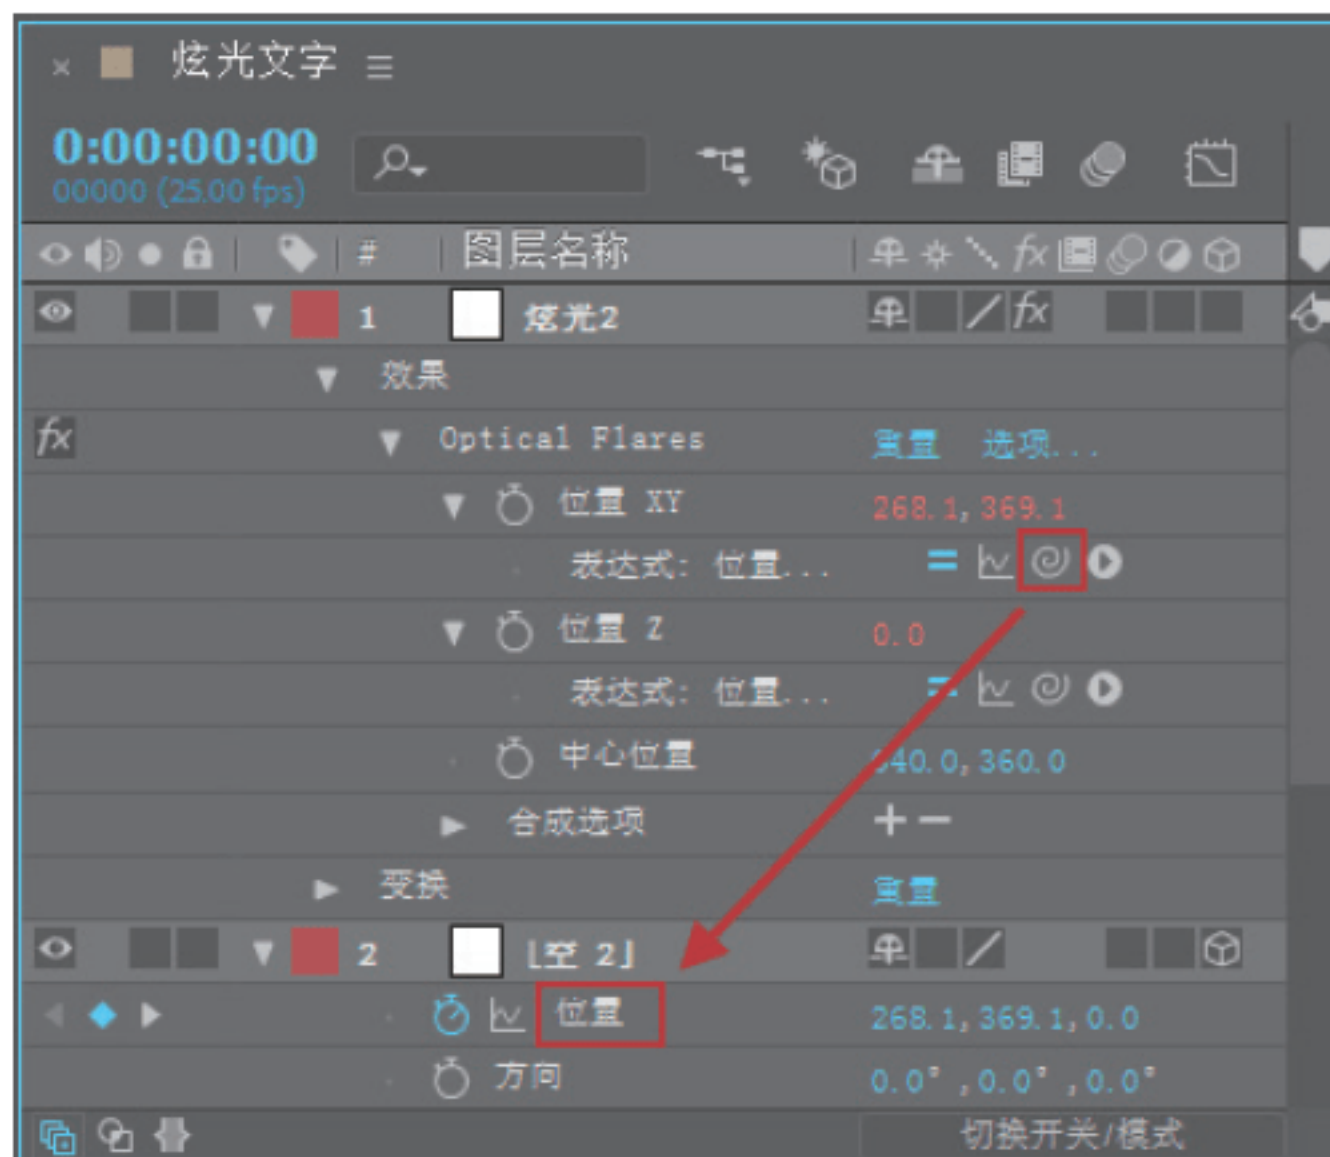 炫光文字
0:00:00:00
00000 (25.00 fps)
# 图层名称 fx
1 炫光2 fx
效果
fx Optical Flares 重置 选项...
位置 XY 268.1,369.1
表达式: 位置...
位置 Z 0.0
表达式: 位置...
中心位置 640.0,360.0
合成选项 + −
变换 重置
2 [空 2]
位置 268.1,369.1,0.0
方向 0.0°,0.0°,0.0°
切换开关/模式